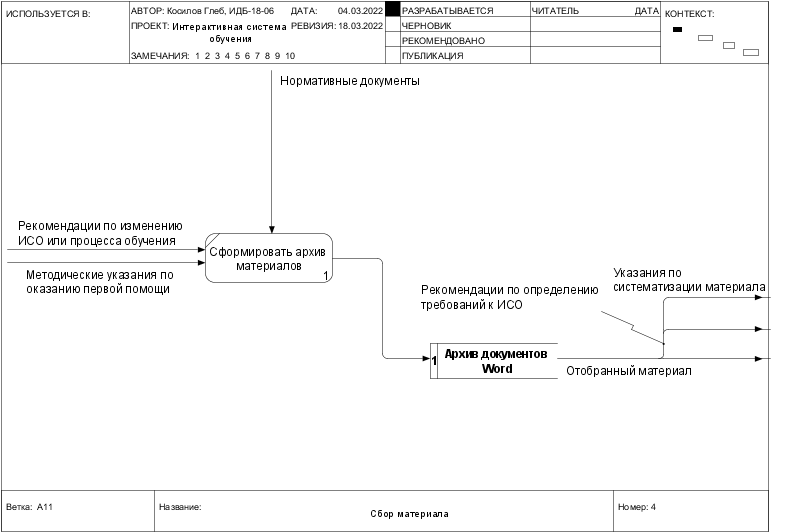 ИСПОЛЬЗУЕТСЯ В:
АВТОР: Косилов Глеб, ИДБ-18-06
ДАТА: 04.03.2022
ПРОЕКТ: Интерактивная система
обучения
РЕВИЗИЯ: 18.03.2022
ЗАМЕЧАНИЯ: 1 2 3 4 5 6 7 8 9 10
РАЗРАБАТЫВАЕТСЯ
ЧЕРНОВИК
РЕКОМЕНДОВАНО
ПУБЛИКАЦИЯ
ЧИТАТЕЛЬ ДАТА
КОНТЕКСТ:
Нормативные документы
Рекомендации по изменению
ИСО или процесса обучения
Методические указания по
оказанию первой помощи
Сформировать архив
материалов
1
Рекомендации по определению
требований к ИСО
Указания по
систематизации материала
1
Архив документов
Word
Отобранный материал
Ветка: A11
Название:
Сбор материала
Номер: 4